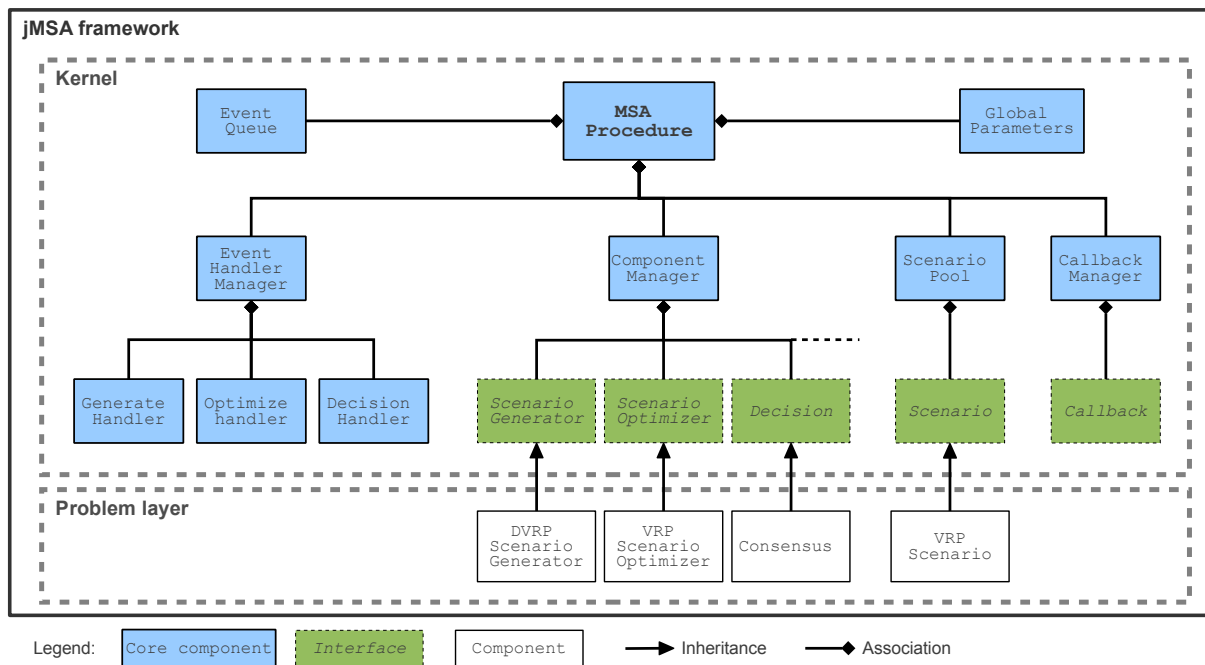 jMSA framework
Kernel
Event
Queue
MSA
Procedure
Global
Parameters
Event
Handler
Manager
Component
Manager
Scenario
Pool
Callback
Manager
Generate
Handler
Optimize
handler
Decision
Handler
Scenario
Generator
Scenario
Optimizer
Decision
Scenario
Callback
Problem layer
DVRP
Scenario
Generator
VRP
Scenario
Optimizer
Consensus
VRP
Scenario
Legend:
Core component
Interface
Component
Inheritance
Association